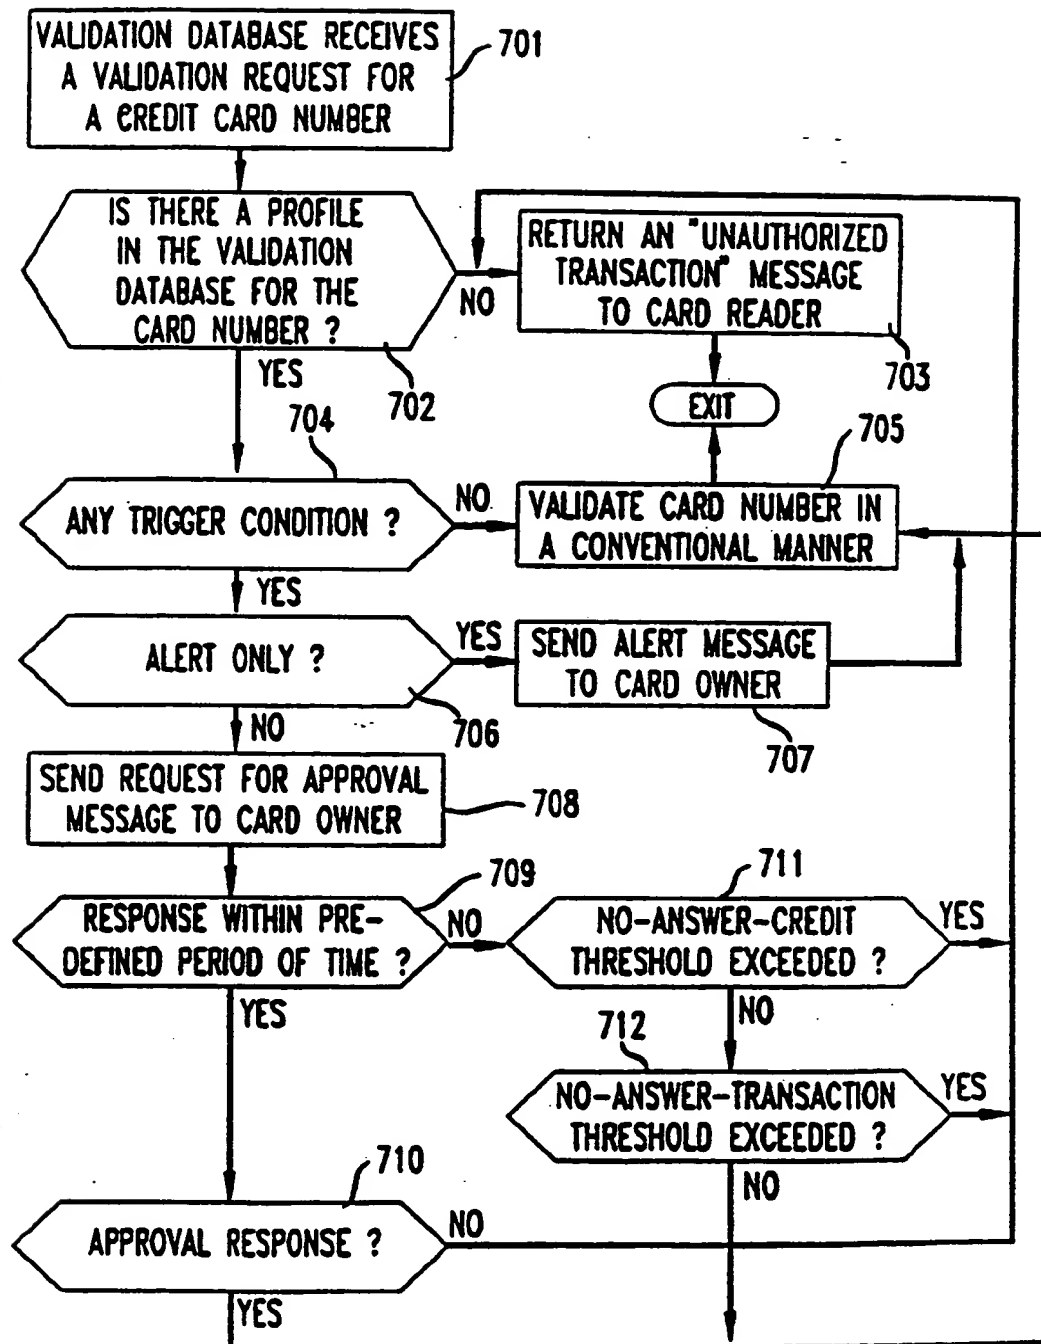 VALIDATION DATABASE RECEIVES
A VALIDATION REQUEST FOR
A CREDIT CARD NUMBER
701
IS THERE A PROFILE
IN THE VALIDATION
DATABASE FOR THE
CARD NUMBER ?
702
NO
YES
RETURN AN "UNAUTHORIZED
TRANSACTION" MESSAGE
TO CARD READER
703
EXIT
704
ANY TRIGGER CONDITION ?
NO
YES
705
VALIDATE CARD NUMBER IN
A CONVENTIONAL MANNER
ALERT ONLY ?
706
YES
NO
SEND ALERT MESSAGE
TO CARD OWNER
707
SEND REQUEST FOR APPROVAL
MESSAGE TO CARD OWNER
708
709
RESPONSE WITHIN PRE-
DEFINED PERIOD OF TIME ?
NO
YES
711
NO-ANSWER-CREDIT
THRESHOLD EXCEEDED ?
YES
NO
712
NO-ANSWER-TRANSACTION
THRESHOLD EXCEEDED ?
YES
NO
710
APPROVAL RESPONSE ?
NO
YES